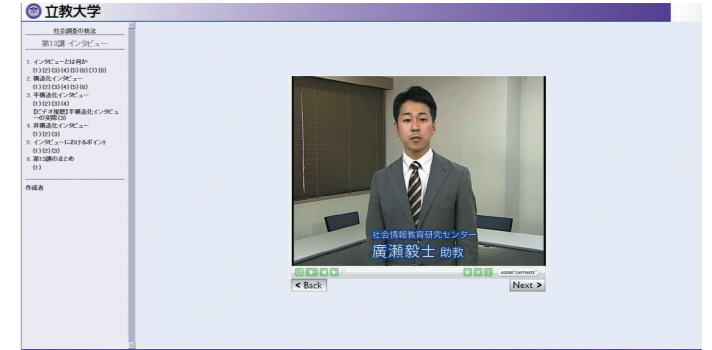 立教大学
社会調査の技法
第13講 インタビュー
1. インタビューとは何か
(1)(2)(3)(4)(5)(6)(7)(8)
2. 構造化インタビュー
(1)(2)(3)(4)(5)(6)
3. 半構造化インタビュー
(1)(2)(3)(4)
【ビデオ視聴】半構造化インタビュ
ーの実際(5)
4. 非構造化インタビュー
(1)(2)(3)
5. インタビューにおけるポイント
(1)(2)(3)
6. 第13講のまとめ
(1)
作成者
社会情報教育研究センター
廣瀬毅士 助教
ADOBE CAPTIVATE
< Back
Next >